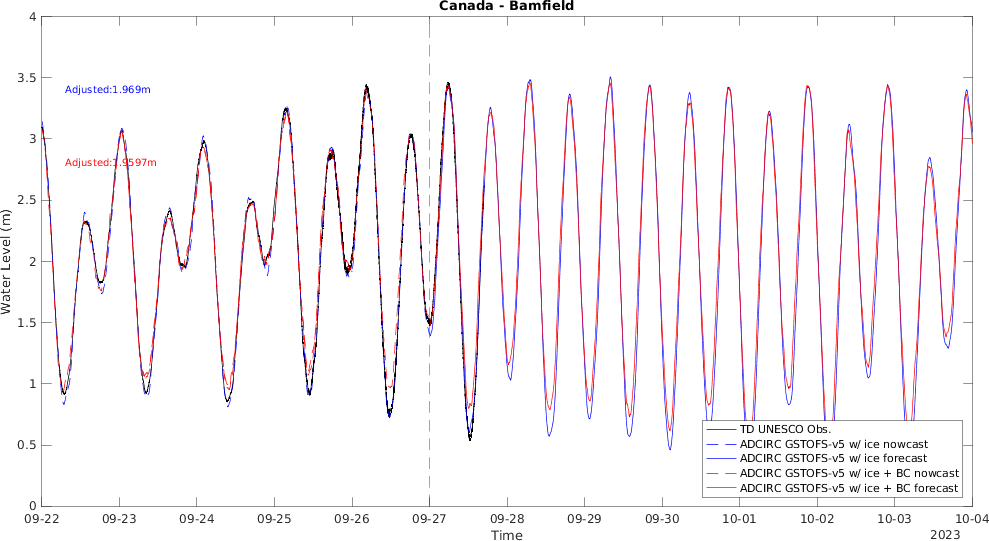 Canada - Bamfield
4
3.5
3
2.5
2
1.5
1
0.5
0
Water Level (m)
Adjusted:1.969m
Adjusted:1.9597m
TD UNESCO Obs.
ADCIRC GSTOFS-v5 w/ ice nowcast
ADCIRC GSTOFS-v5 w/ ice forecast
ADCIRC GSTOFS-v5 w/ ice + BC nowcast
ADCIRC GSTOFS-v5 w/ ice + BC forecast
09-22 09-23 09-24 09-25 09-26 09-27 09-28 09-29 09-30 10-01 10-02 10-03 10-04
Time
2023